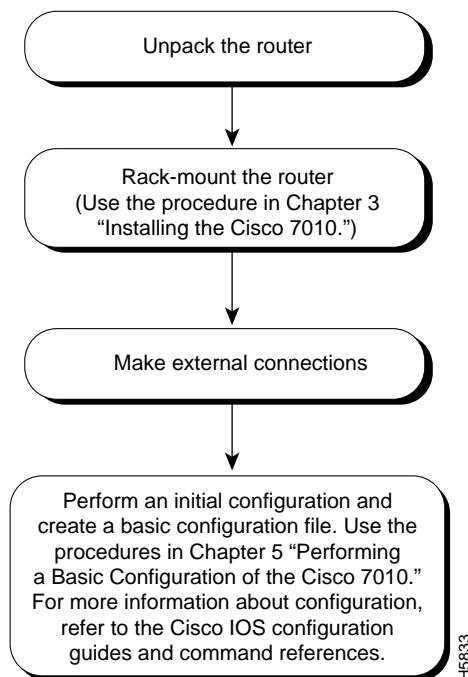 Unpack the router
Rack-mount the router
(Use the procedure in Chapter 3
“Installing the Cisco 7010.”)
Make external connections
Perform an initial configuration and
create a basic configuration file. Use the
procedures in Chapter 5 “Performing
a Basic Configuration of the Cisco 7010.”
For more information about configuration,
refer to the Cisco IOS configuration
guides and command references.
H5833